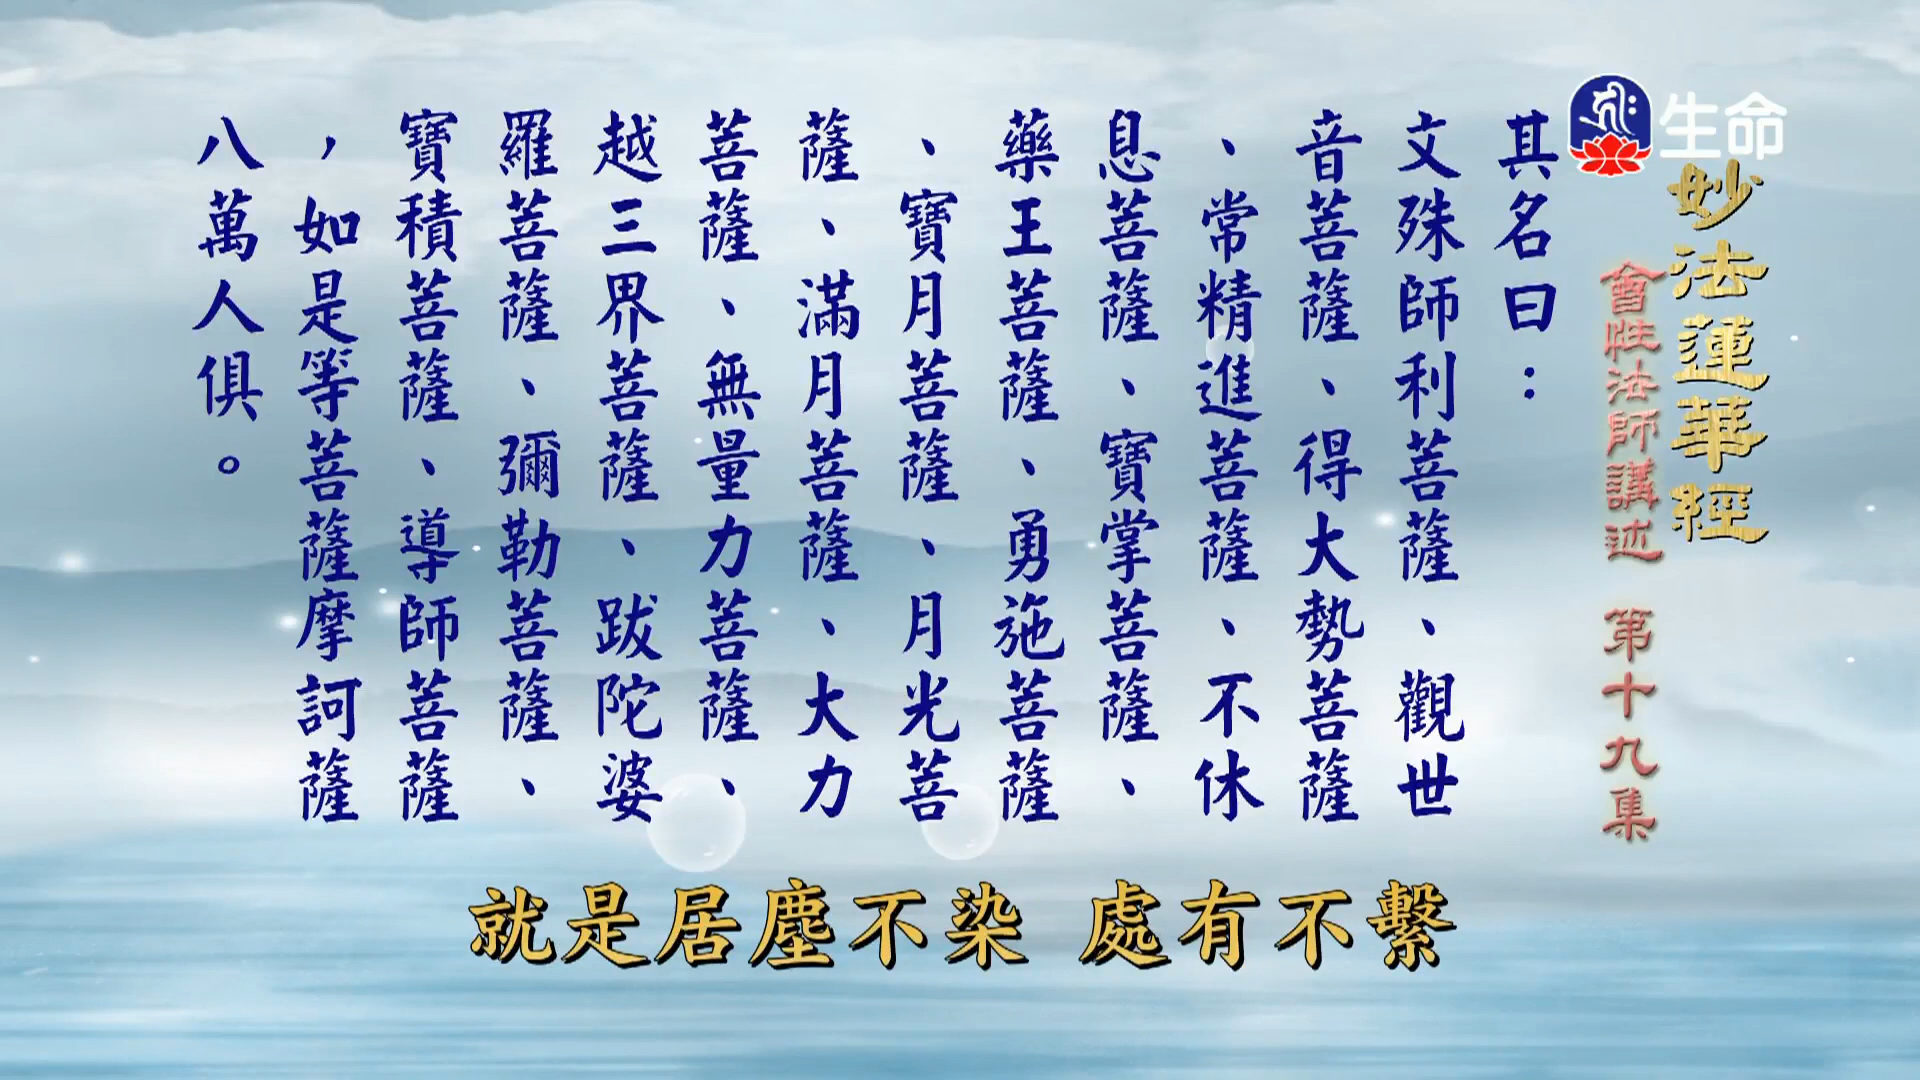 生命
妙法蓮華經
會性法師講述 第十九集
其名曰：
文殊師利菩薩、觀世
音菩薩、得大勢菩薩
、常精進菩薩、不休
息菩薩、寶掌菩薩、
藥王菩薩、勇施菩薩
、寶月菩薩、月光菩
薩、滿月菩薩、大力
菩薩、無量力菩薩、
越三界菩薩、跋陀婆
羅菩薩、彌勒菩薩、
寶積菩薩、導師菩薩
，如是等菩薩摩訶薩
八萬人俱。
就是居塵不染 處有不繫